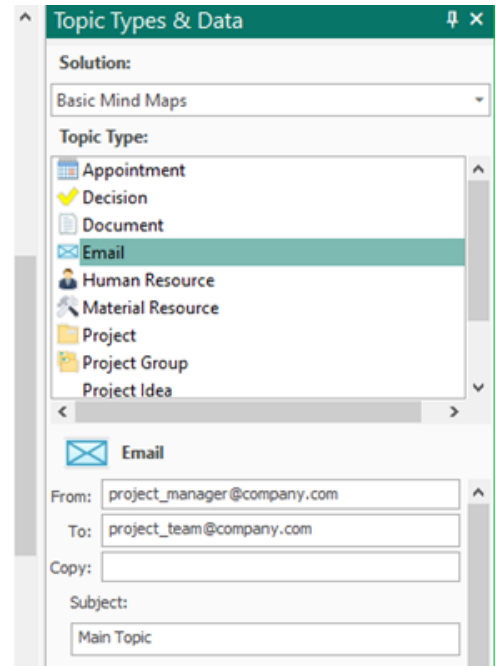 Topic Types & Data
Solution:
Basic Mind Maps
Topic Type:
Appointment
Decision
Document
Email
Human Resource
Material Resource
Project
Project Group
Project Idea
Email
From: project_manager@company.com
To: project_team@company.com
Copy:
Subject:
Main Topic